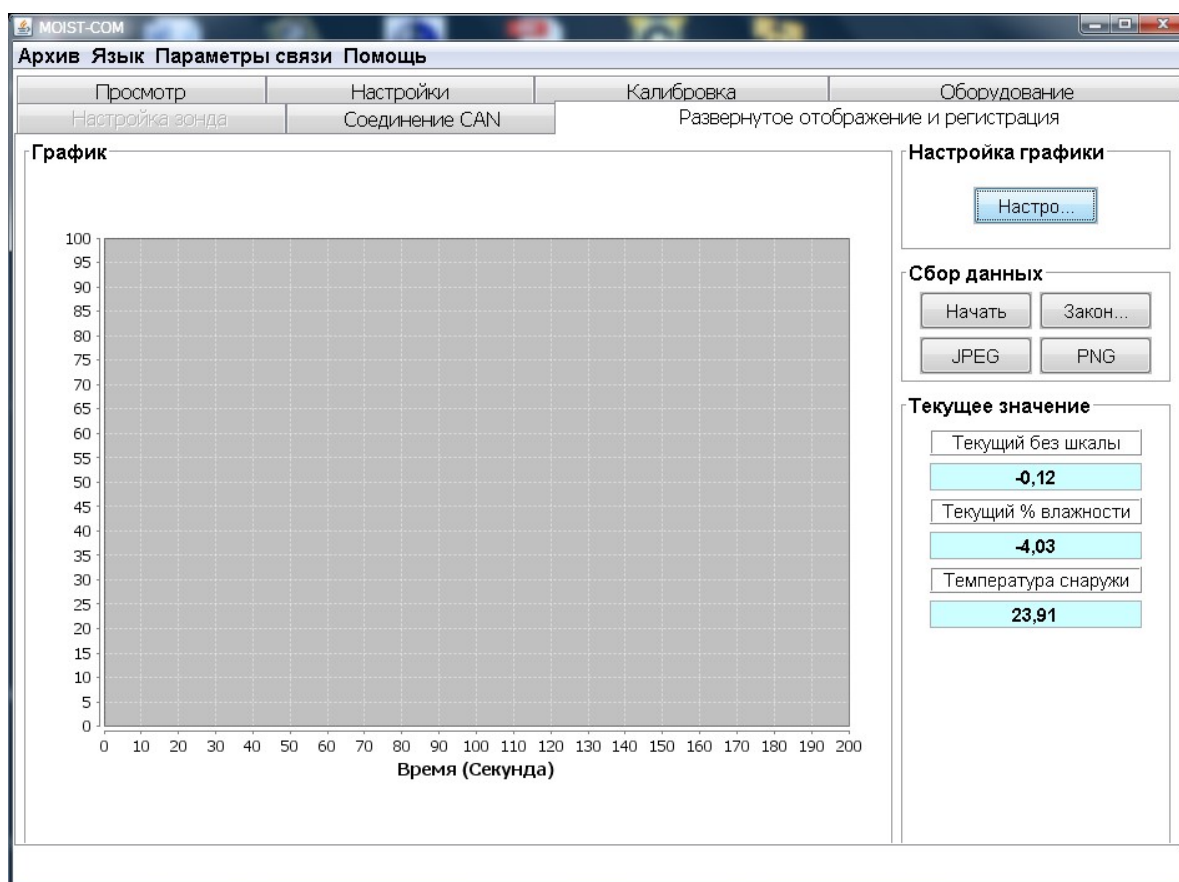 MOIST-COM
Архив Язык Параметры связи Помощь
Просмотр Настройки Калибровка Оборудование
Настройка зонда Соединение CAN Развернутое отображение и регистрация
График
100
95
90
85
80
75
70
65
60
55
50
45
40
35
30
25
20
15
10
5
0
0 10 20 30 40 50 60 70 80 90 100 110 120 130 140 150 160 170 180 190 200
Время (Секунда)
Настройка графики
Настро...
Сбор данных
Начать Закон...
JPEG PNG
Текущее значение
Текущий без шкалы
-0,12
Текущий % влажности
-4,03
Температура снаружи
23,91